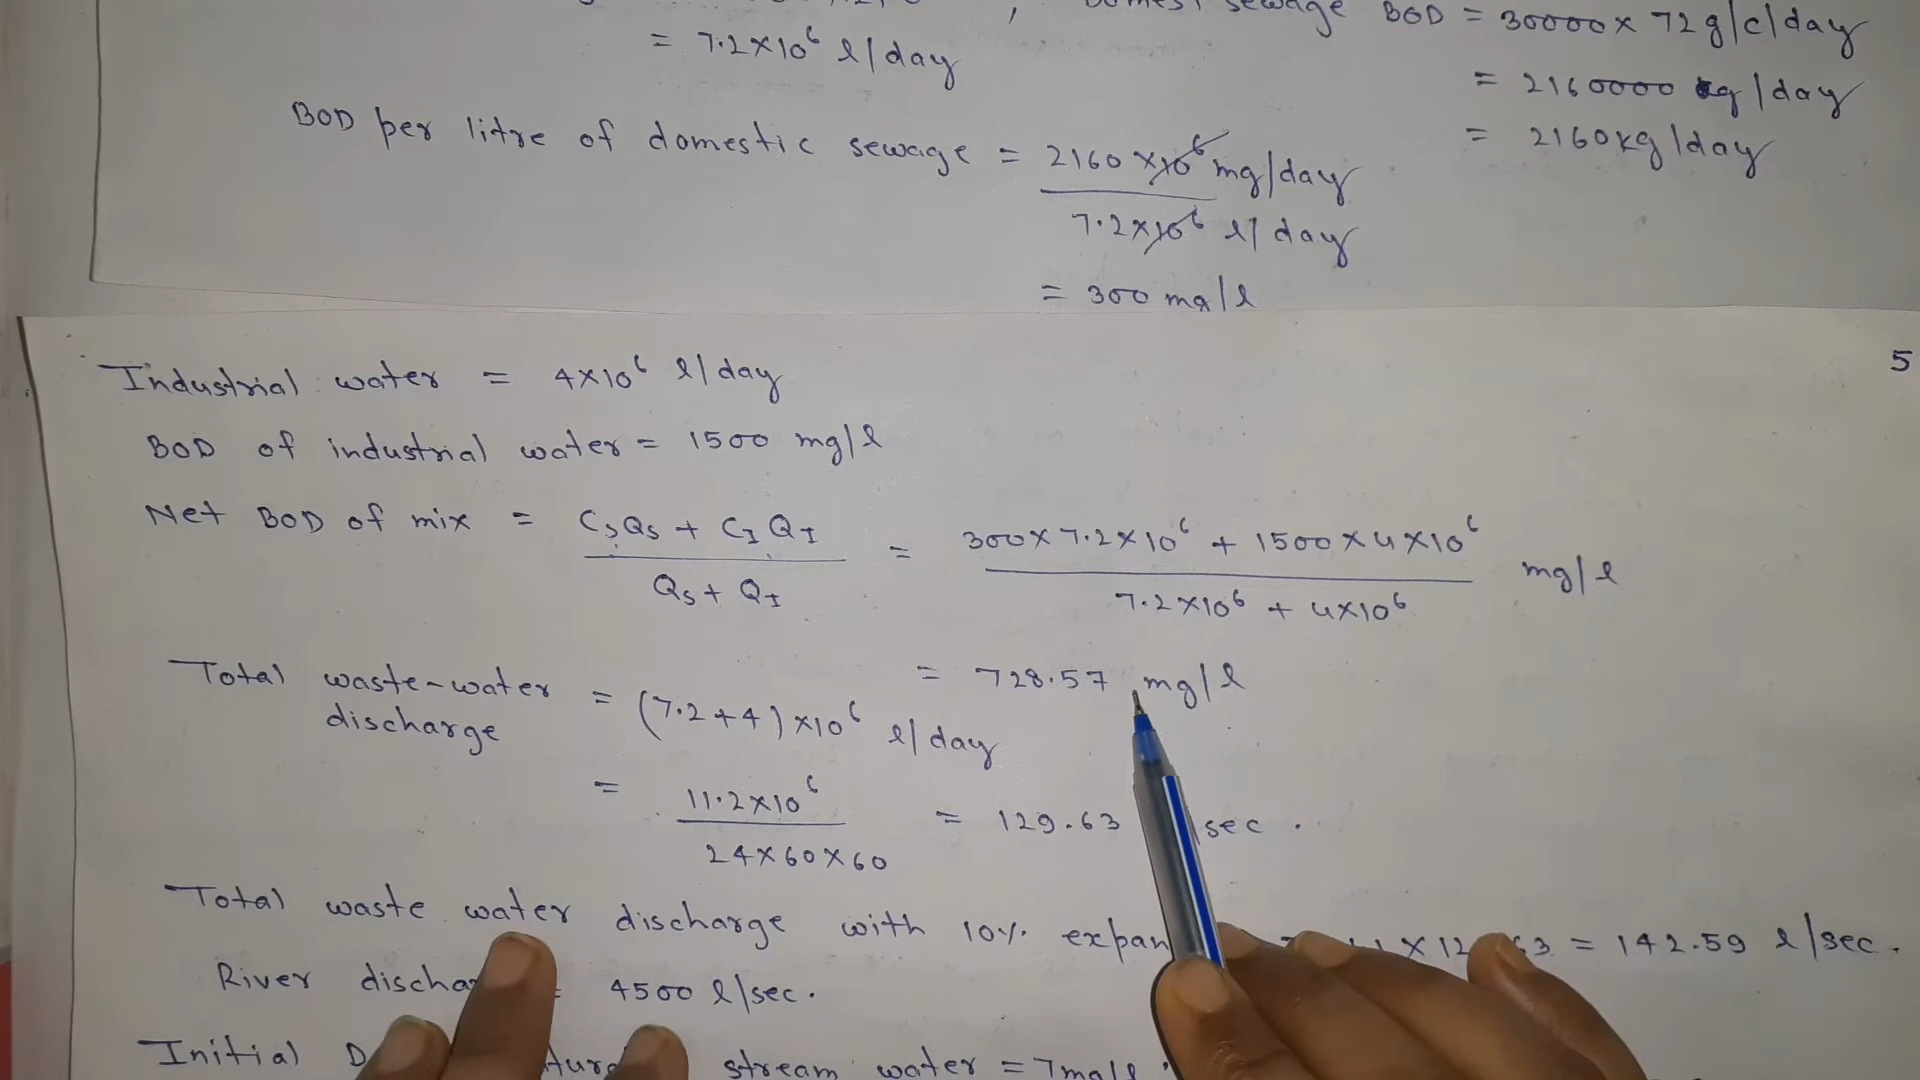 sewage BOD = 30000 × 72 g/c/day
= 7.2×10⁶ l/day
= 2160000 g/day
= 2160 kg/day
BOD per litre of domestic sewage = 2160 × 10⁶ mg/day
7.2×10⁶ l/day
= 300 mg/l
5
Industrial water = 4×10⁶ l/day
BOD of industrial water = 1500 mg/l
Net BOD of mix = CsQs + CIQI = 300 × 7.2 × 10⁶ + 1500 × 4 × 10⁶ mg/l
Qs + QI 7.2×10⁶ + 4×10⁶
= 728.57 mg/l
Total waste-water discharge = (7.2+4)×10⁶ l/day
= 11.2×10⁶ = 129.63 sec.
24×60×60
Total waste water discharge with 10% = 142.59 l/sec.
River 4500 l/sec.
Initial stream water = 7mg/l